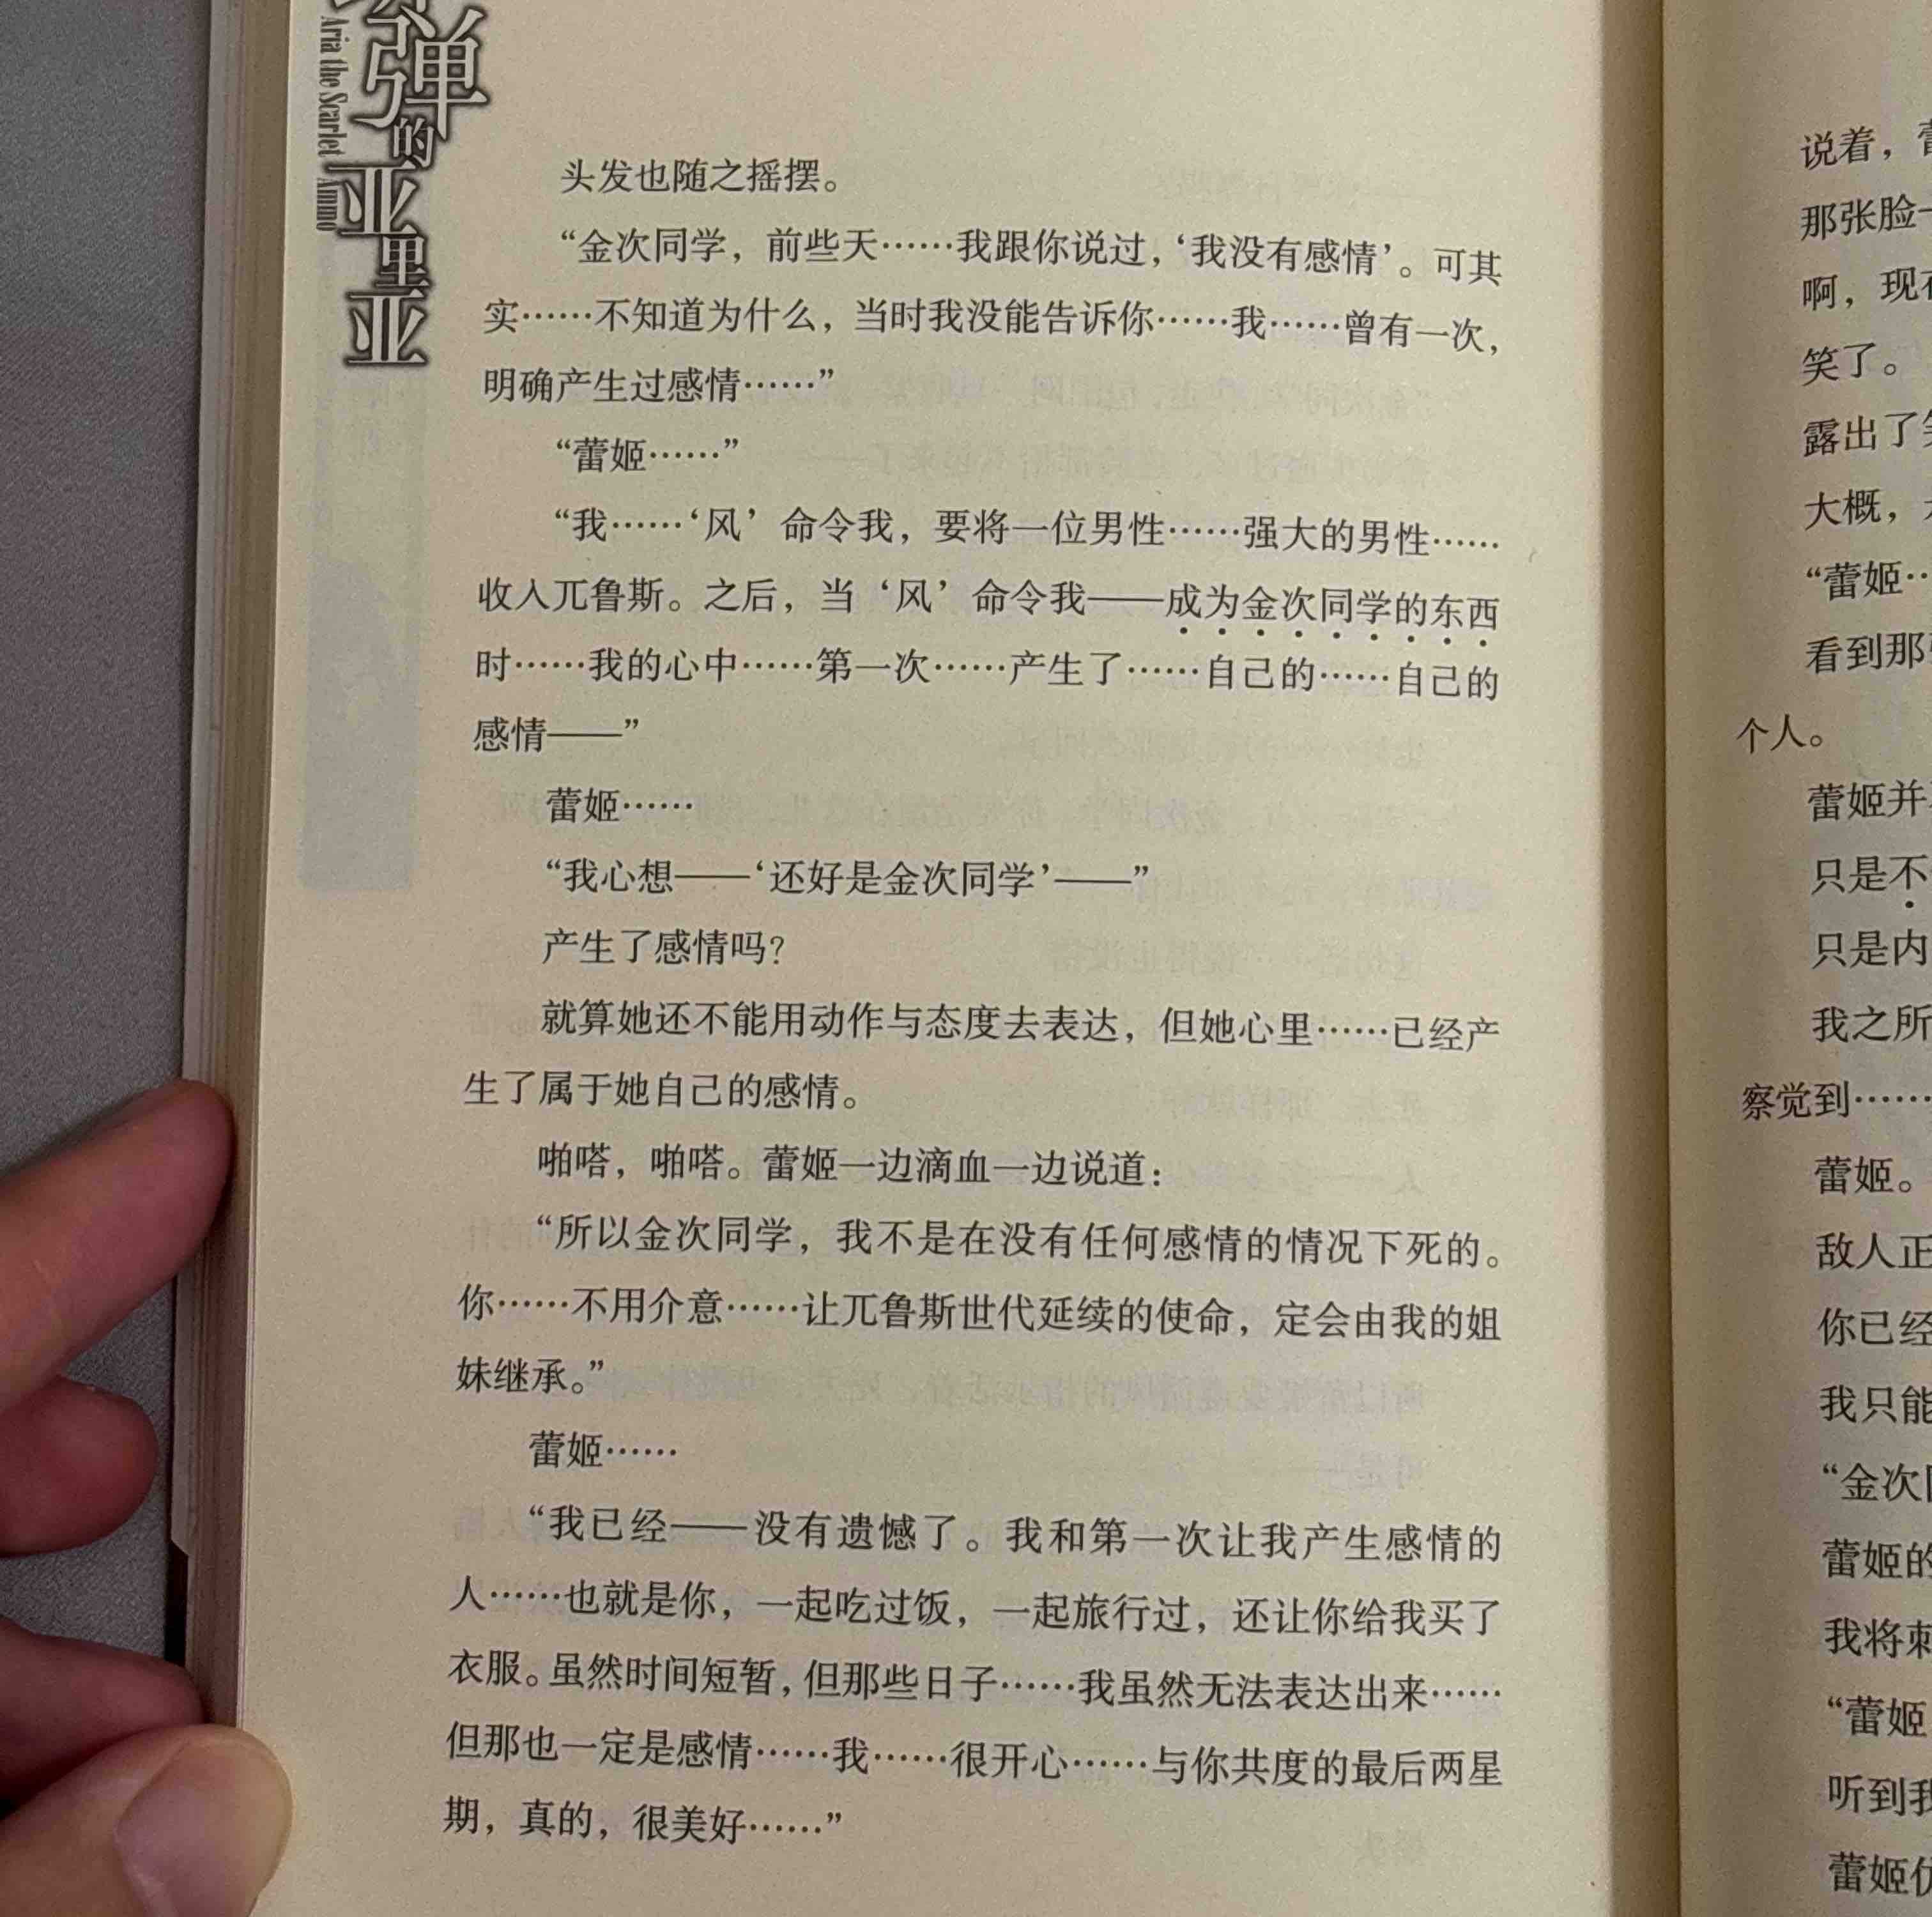 弹的亚里亚
Aria the Scarlet Ammo
头发也随之摇摆。
“金次同学，前些天……我跟你说过，‘我没有感情’。可其
实……不知道为什么，当时我没能告诉你……我……曾有一次，
明确产生过感情……”
“蕾姬……”
“我……‘风’命令我，要将一位男性……强大的男性……
收入兀鲁斯。之后，当‘风’命令我——成为金次同学的东西
时……我的心中……第一次……产生了……自己的……自己的
感情——”
蕾姬……
“我心想——‘还好是金次同学’——”
产生了感情吗？
就算她还不能用动作与态度去表达，但她心里……已经产
生了属于她自己的感情。
啪嗒，啪嗒。蕾姬一边滴血一边说道：
“所以金次同学，我不是在没有任何感情的情况下死的。
你……不用介意……让兀鲁斯世代延续的使命，定会由我的姐
妹继承。”
蕾姬……
“我已经——没有遗憾了。我和第一次让我产生感情的
人……也就是你，一起吃过饭，一起旅行过，还让你给我买了
衣服。虽然时间短暂，但那些日子……我虽然无法表达出来……
但那也一定是感情……我……很开心……与你共度的最后两星
期，真的，很美好……”
说着，
那张脸
啊，现
笑了。
露出了
大概，
“蕾姬…
看到那
个人。
蕾姬并
只是不
只是内
我之所
察觉到……
蕾姬。
敌人正
你已经
我只能
“金次
蕾姬的
我将刺
“蕾姬
听到我
蕾姬